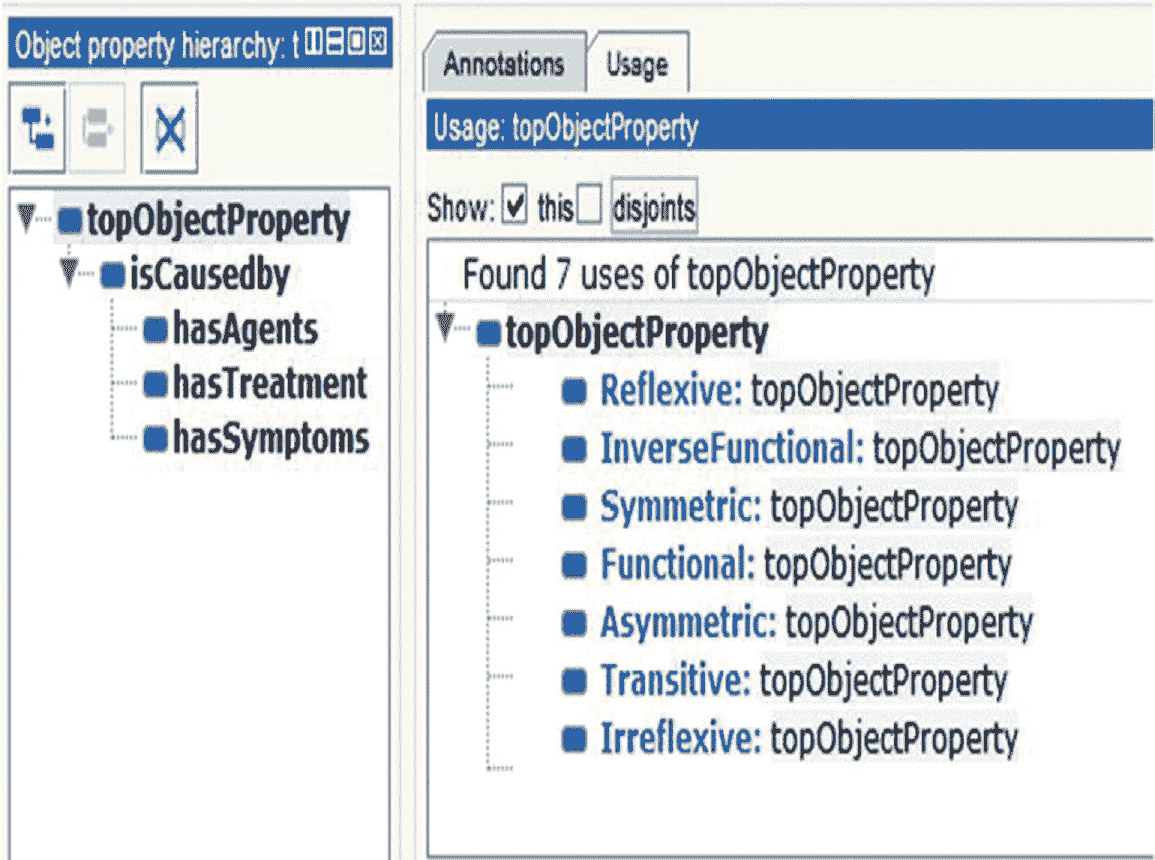 Object property hierarchy: t
topObjectProperty
isCausedby
hasAgents
hasTreatment
hasSymptoms
Annotations
Usage
Usage: topObjectProperty
Show: this disjoints
Found 7 uses of topObjectProperty
topObjectProperty
Reflexive: topObjectProperty
InverseFunctional: topObjectProperty
Symmetric: topObjectProperty
Functional: topObjectProperty
Asymmetric: topObjectProperty
Transitive: topObjectProperty
Irreflexive: topObjectProperty